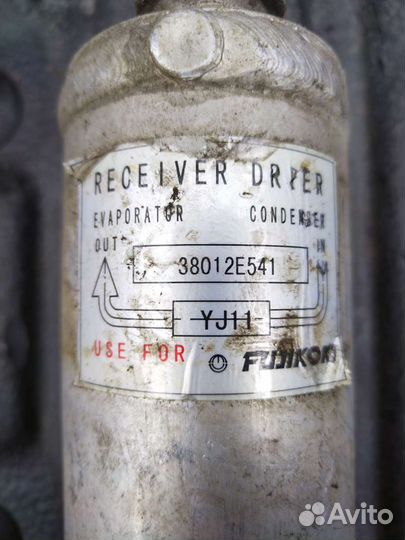 RECEIVER DRIER
EVAPORATOR CONDENSER
OUT IN
38012E541
YJ11
USE FOR FUJIKOKI
Avito